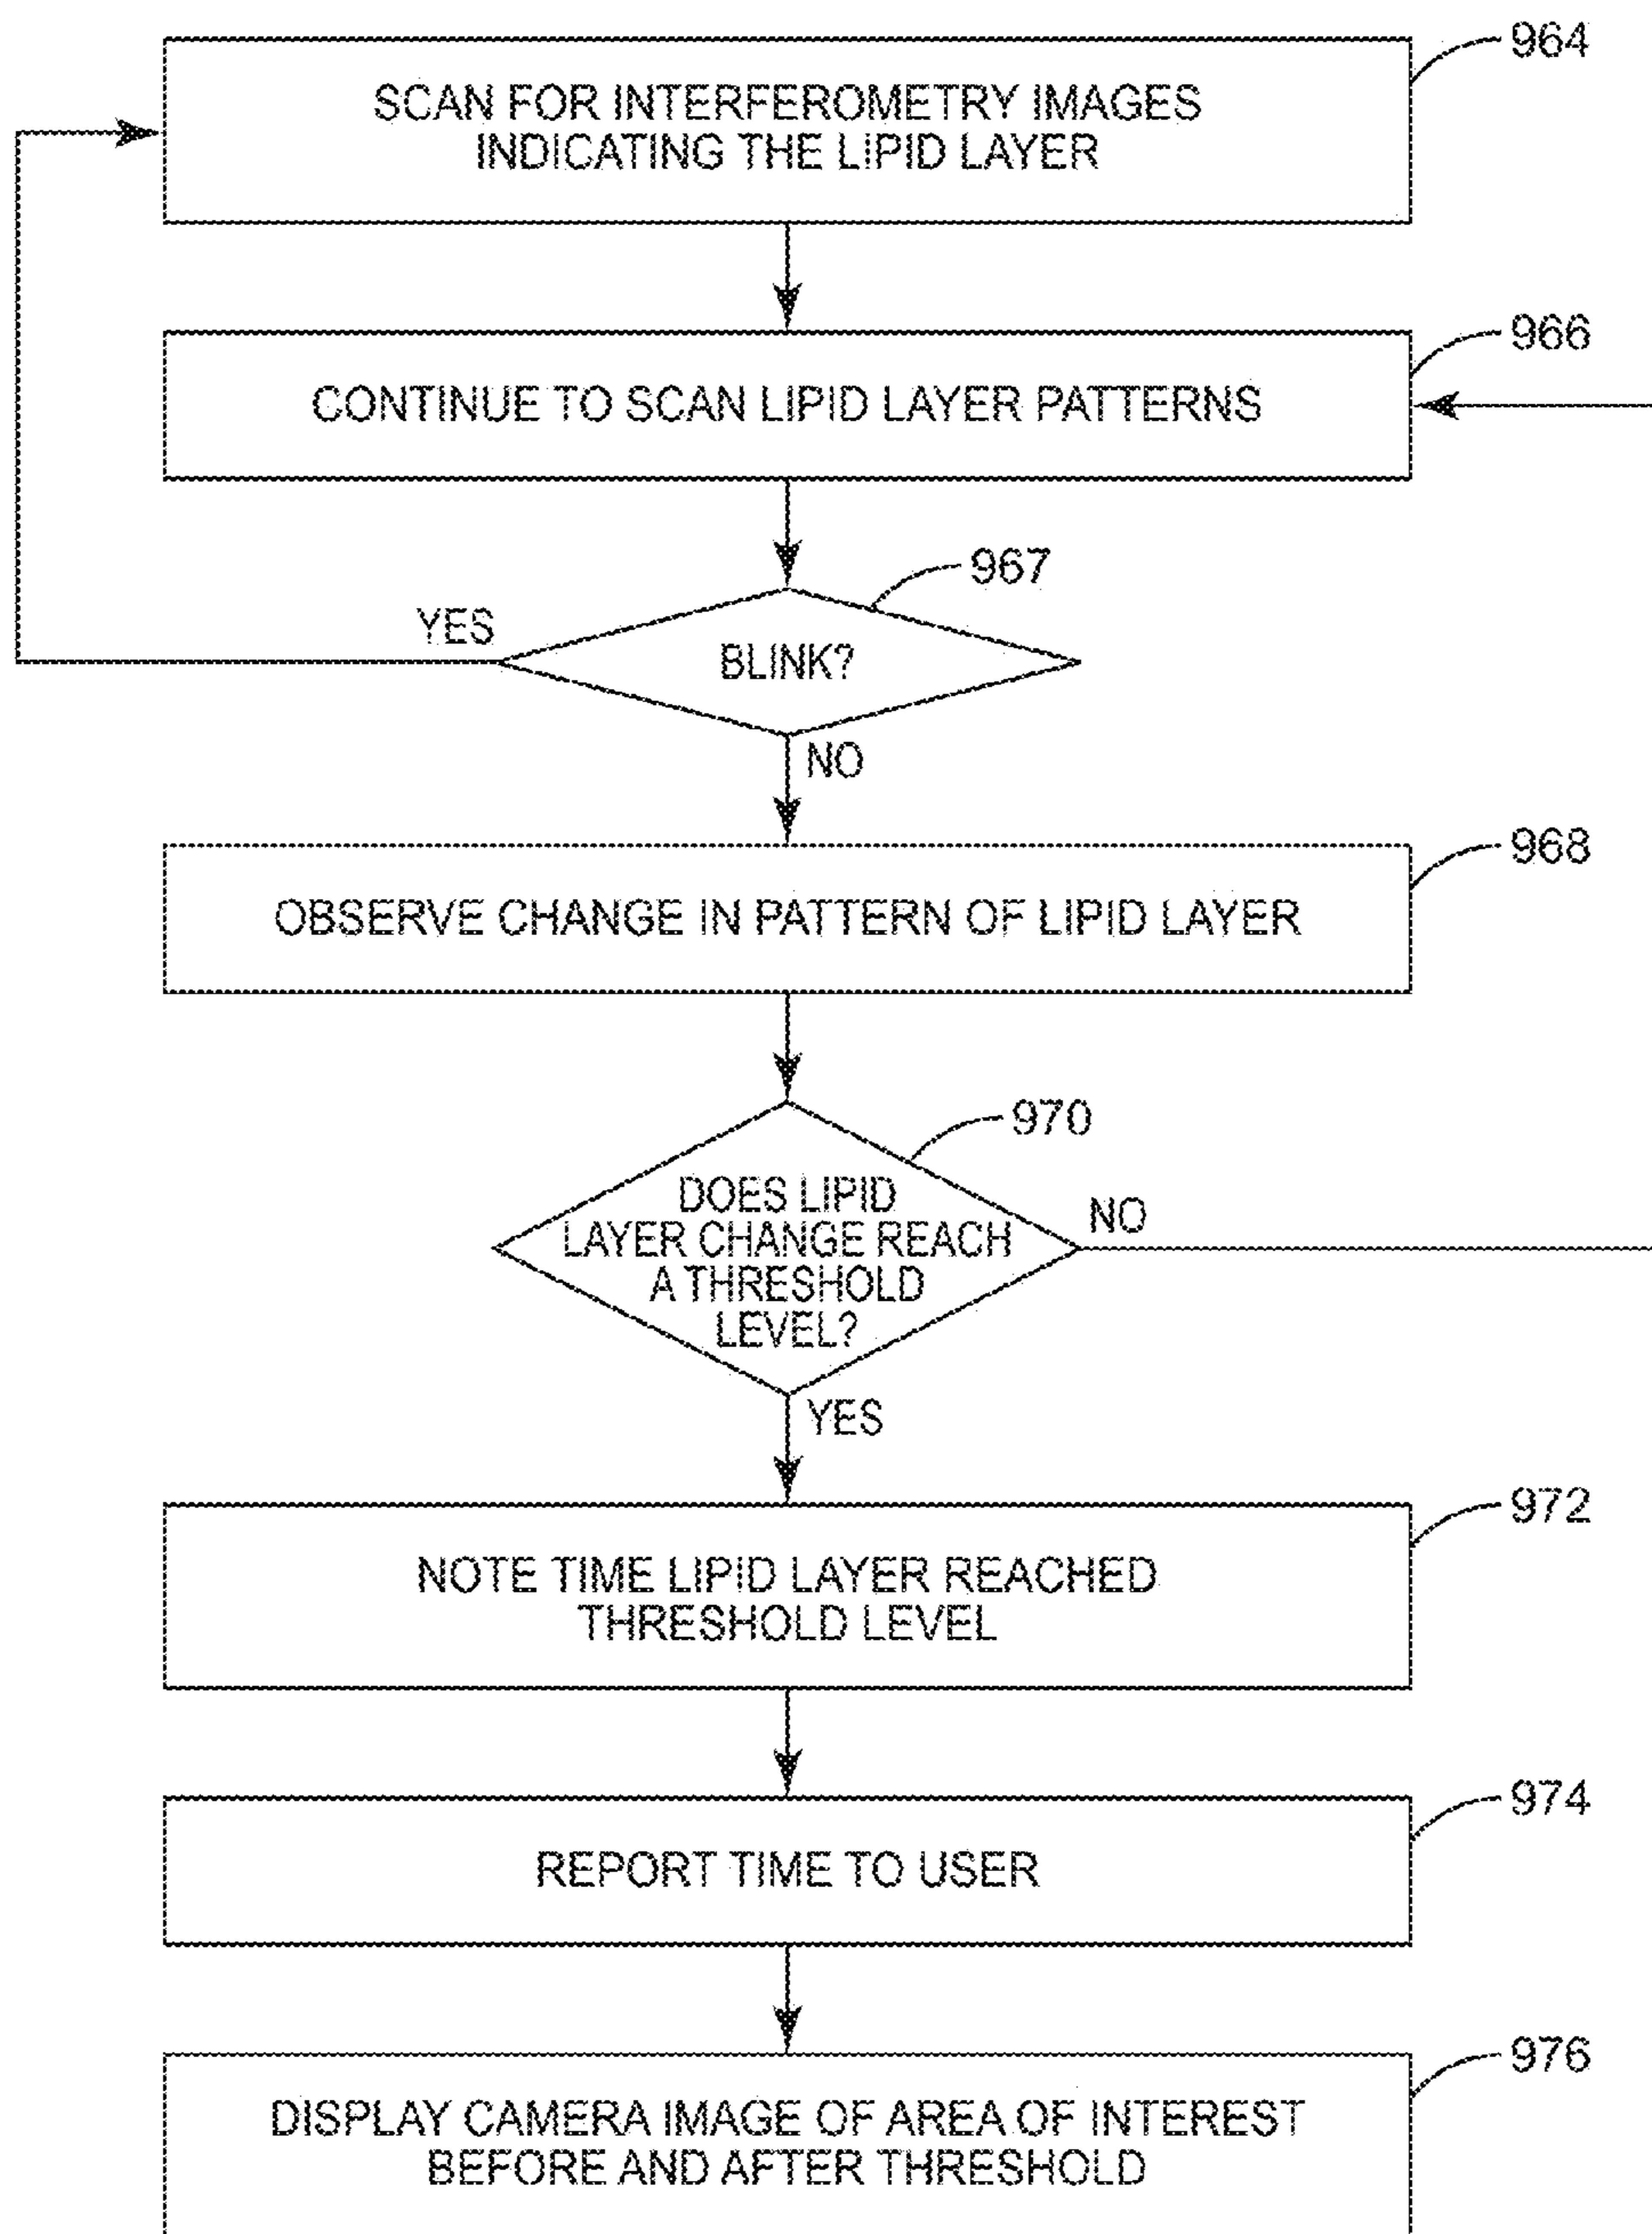 964
SCAN FOR INTERFEROMETRY IMAGES
INDICATING THE LIPID LAYER
966
CONTINUE TO SCAN LIPID LAYER PATTERNS
967
YES
BLINK?
NO
968
OBSERVE CHANGE IN PATTERN OF LIPID LAYER
970
DOES LIPID
LAYER CHANGE REACH
A THRESHOLD
LEVEL?
NO
YES
972
NOTE TIME LIPID LAYER REACHED
THRESHOLD LEVEL
974
REPORT TIME TO USER
976
DISPLAY CAMERA IMAGE OF AREA OF INTEREST
BEFORE AND AFTER THRESHOLD